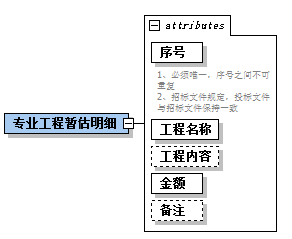 attributes
序号
1、必须唯一，序号之间不可
重复
2、招标文件规定，投标文件
与招标文件保持一致
专业工程暂估明细
工程名称
工程内容
金额
备注